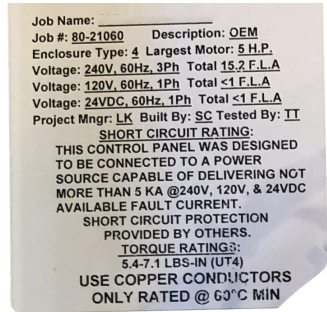 Job Name:
Job #: 80-21060 Description: OEM
Enclosure Type: 4 Largest Motor: 5 H.P.
Voltage: 240V, 60Hz, 3Ph Total 15.2 F.L.A
Voltage: 120V, 60Hz, 1Ph Total <1 F.L.A
Voltage: 24VDC, 60Hz, 1Ph Total <1 F.L.A
Project Mngr: LK Built By: SC Tested By: TT
SHORT CIRCUIT RATING:
THIS CONTROL PANEL WAS DESIGNED
TO BE CONNECTED TO A POWER
SOURCE CAPABLE OF DELIVERING NOT
MORE THAN 5 KA @240V, 120V, & 24VDC
AVAILABLE FAULT CURRENT.
SHORT CIRCUIT PROTECTION
PROVIDED BY OTHERS.
TORQUE RATINGS:
5.4-7.1 LBS-IN (UT4)
USE COPPER CONDUCTORS
ONLY RATED @ 60°C MIN